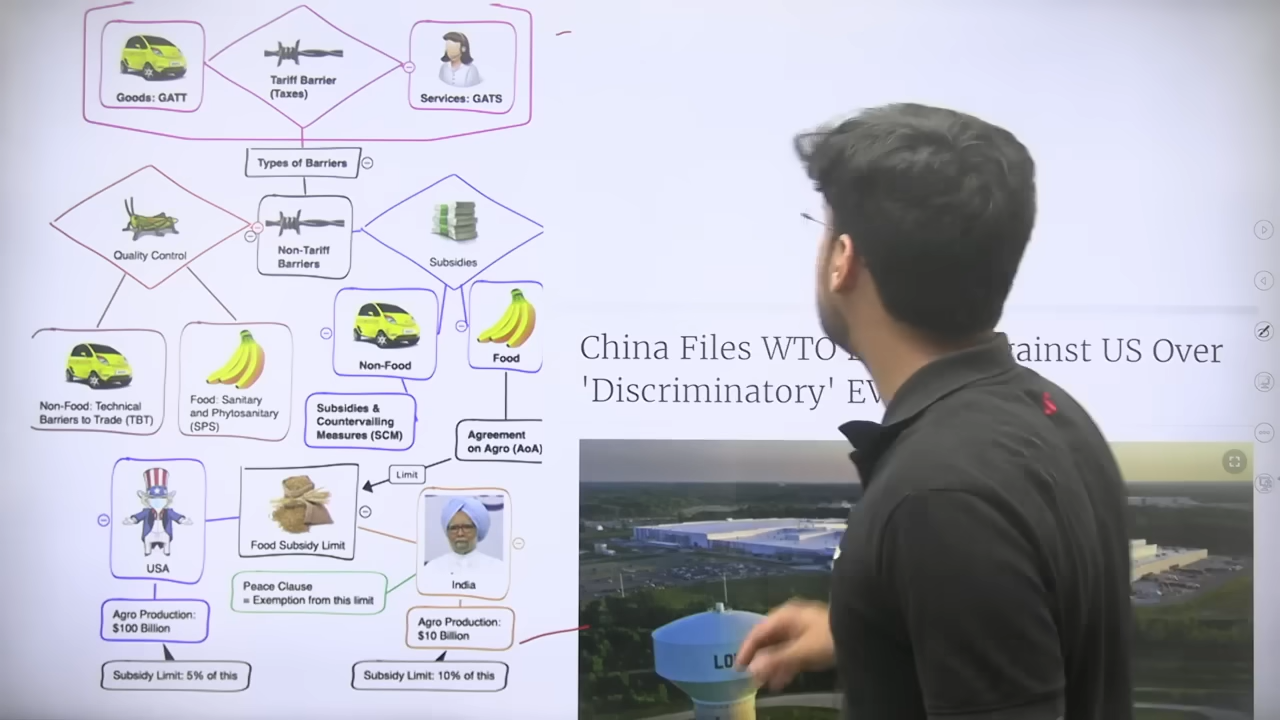 Goods: GATT
Tariff Barrier
(Taxes)
Services: GATS
Types of Barriers
Quality Control
Non-Tariff
Barriers
Subsidies
Non-Food: Technical
Barriers to Trade (TBT)
Food: Sanitary
and Phytosanitary
(SPS)
Non-Food
Food
Subsidies &
Countervailing
Measures (SCM)
Agreement
on Agro (AoA)
Limit
USA
Food Subsidy Limit
India
Peace Clause
= Exemption from this limit
Agro Production:
$100 Billion
Agro Production:
$10 Billion
Subsidy Limit: 5% of this
Subsidy Limit: 10% of this
China Files WTO US Over
'Discriminatory'